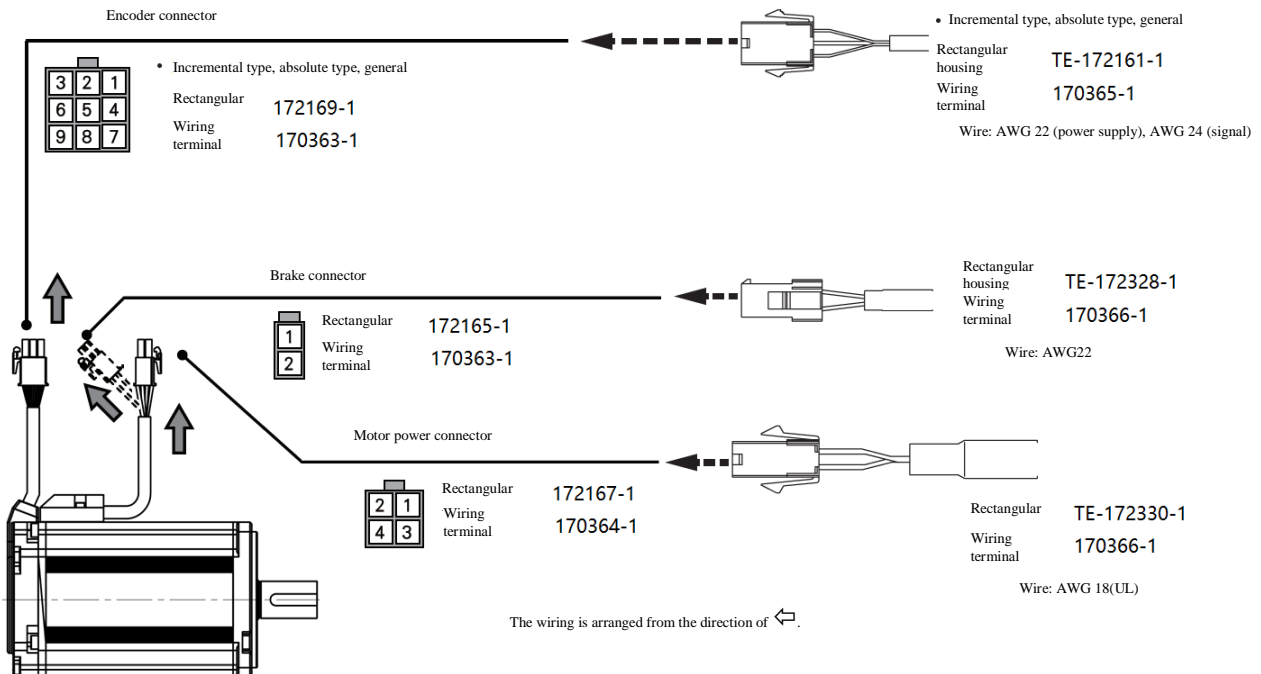 Encoder connector
• Incremental type, absolute type, general
Rectangular housing TE-172161-1
Wiring terminal 170365-1
Wire: AWG 22 (power supply), AWG 24 (signal)
3 2 1
6 5 4
9 8 7
• Incremental type, absolute type, general
Rectangular 172169-1
Wiring terminal 170363-1
Brake connector
1
2
Rectangular 172165-1
Wiring terminal 170363-1
Rectangular housing TE-172328-1
Wiring terminal 170366-1
Wire: AWG22
Motor power connector
2 1
4 3
Rectangular 172167-1
Wiring terminal 170364-1
Rectangular TE-172330-1
Wiring terminal 170366-1
Wire: AWG 18(UL)
The wiring is arranged from the direction of ⇦.